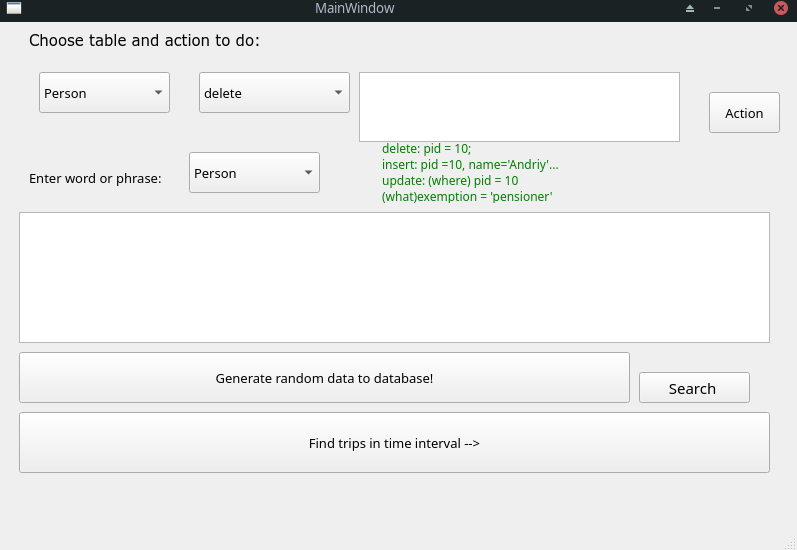 MainWindow
Choose table and action to do:
Person
delete
Action
delete: pid = 10;
insert: pid =10, name='Andriy'...
update: (where) pid = 10
(what)exemption = 'pensioner'
Enter word or phrase:
Person
Generate random data to database!
Search
Find trips in time interval -->